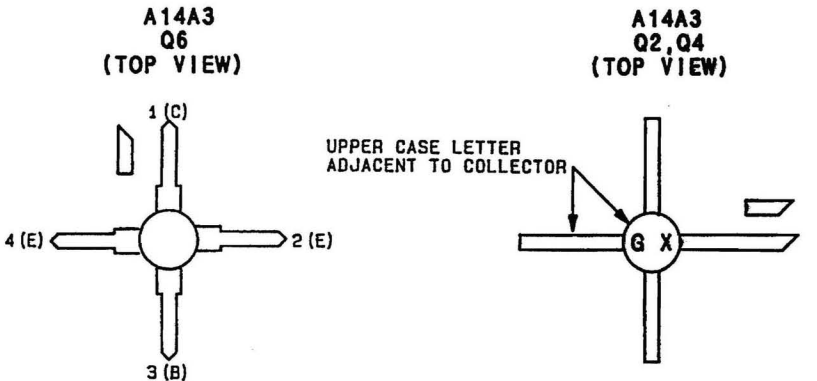 A14A3
Q6
(TOP VIEW)
1 (C)
4 (E)
2 (E)
3 (B)
A14A3
Q2,Q4
(TOP VIEW)
UPPER CASE LETTER
ADJACENT TO COLLECTOR
G X